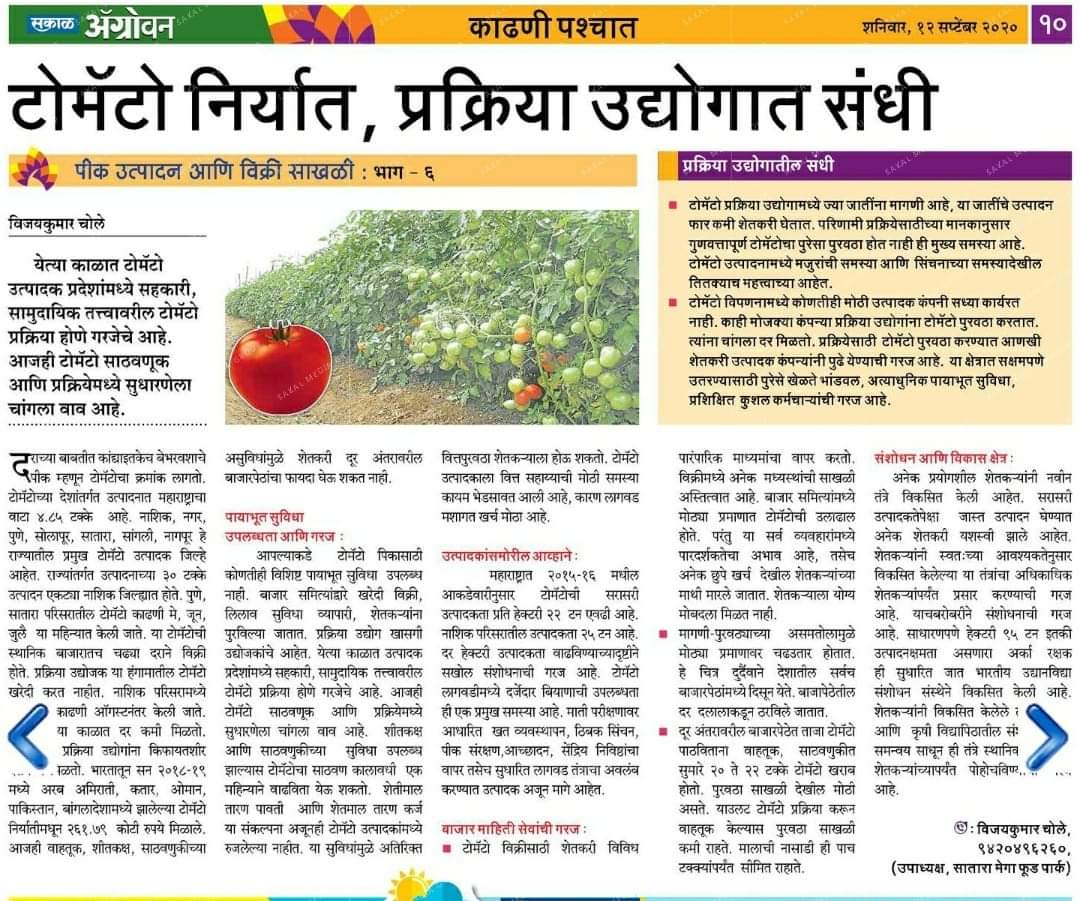 सकाळ ॲग्रोवन
काढणी पश्चात
शनिवार, १२ सप्टेंबर २०२०
१०
टोमॅटो निर्यात, प्रक्रिया उद्योगात संधी
पीक उत्पादन आणि विक्री साखळी : भाग - ६
विजयकुमार चोले
येत्या काळात टोमॅटो
उत्पादक प्रदेशांमध्ये सहकारी,
सामुदायिक तत्त्वावरील टोमॅटो
प्रक्रिया होणे गरजेचे आहे.
आजही टोमॅटो साठवणूक
आणि प्रक्रियेमध्ये सुधारणेला
चांगला वाव आहे.
प्रक्रिया उद्योगातील संधी
■ टोमॅटो प्रक्रिया उद्योगामध्ये ज्या जातींना मागणी आहे, या जातींचे उत्पादन
फार कमी शेतकरी घेतात. परिणामी प्रक्रियेसाठीच्या मानकानुसार
गुणवत्तापूर्ण टोमॅटोचा पुरेसा पुरवठा होत नाही ही मुख्य समस्या आहे.
टोमॅटो उत्पादनामध्ये मजुरांची समस्या आणि सिंचनाच्या समस्यादेखील
तितक्याच महत्त्वाच्या आहेत.
■ टोमॅटो विपणनामध्ये कोणतीही मोठी उत्पादक कंपनी सध्या कार्यरत
नाही. काही मोजक्या कंपन्या प्रक्रिया उद्योगांना टोमॅटो पुरवठा करतात.
त्यांना चांगला दर मिळतो. प्रक्रियेसाठी टोमॅटो पुरवठा करण्यात आणखी
शेतकरी उत्पादक कंपन्यांनी पुढे येण्याची गरज आहे. या क्षेत्रात सक्षमपणे
उतरण्यासाठी पुरेसे खेळते भांडवल, अत्याधुनिक पायाभूत सुविधा,
प्रशिक्षित कुशल कर्मचाऱ्यांची गरज आहे.
दराच्या बाबतीत कांद्याइतकेच बेभरवशाचे
पीक म्हणून टोमॅटोचा क्रमांक लागतो.
टोमॅटोच्या देशांतर्गत उत्पादनात महाराष्ट्राचा
वाटा ४.८५ टक्के आहे. नाशिक, नगर,
पुणे, सोलापूर, सातारा, सांगली, नागपूर हे
राज्यातील प्रमुख टोमॅटो उत्पादक जिल्हे
आहेत. राज्यांतर्गत उत्पादनाच्या ३० टक्के
उत्पादन एकट्या नाशिक जिल्ह्यात होते. पुणे,
सातारा परिसरातील टोमॅटो काढणी मे, जून,
जुलै या महिन्यात केली जाते. या टोमॅटोची
स्थानिक बाजारातच चढ्या दराने विक्री
होते. प्रक्रिया उद्योजक या हंगामातील टोमॅटो
खरेदी करत नाहीत. नाशिक परिसरामध्ये
काढणी ऑगस्टनंतर केली जाते.
या काळात दर कमी मिळतो.
प्रक्रिया उद्योगांना किफायतशीर
मिळतो. भारतातून सन २०१८-१९
मध्ये अरब अमिराती, कतार, ओमान,
पाकिस्तान, बांगलादेशामध्ये झालेल्या टोमॅटो
निर्यातीमधून २६१.७९ कोटी रुपये मिळाले.
आजही वाहतूक, शीतकक्ष, साठवणुकीच्या
असुविधांमुळे शेतकरी दूर अंतरावरील
बाजारपेठांचा फायदा घेऊ शकतो नाही.
पायाभूत सुविधा
उपलब्धता आणि गरज :
आपल्याकडे टोमॅटो पिकासाठी
कोणतीही विशिष्ट पायाभूत सुविधा उपलब्ध
नाही. बाजार समित्यांद्वारे खरेदी विक्री,
लिलाव सुविधा व्यापारी, शेतकऱ्यांना
पुरविल्या जातात. प्रक्रिया उद्योग खासगी
उद्योजकांचे आहेत. येत्या काळात उत्पादक
प्रदेशांमध्ये सहकारी, सामुदायिक तत्त्वावरील
टोमॅटो प्रक्रिया होणे गरजेचे आहे. आजही
टोमॅटो साठवणूक आणि प्रक्रियेमध्ये
सुधारणेला चांगला वाव आहे. शीतकक्ष
आणि साठवणुकीच्या सुविधा उपलब्ध
झाल्यास टोमॅटोचा साठवण कालावधी एक
महिन्याने वाढविता येऊ शकतो. शेतीमाल
तारण पावती आणि शेतमाल तारण कर्ज
या संकल्पना अजूनही टोमॅटो उत्पादकांमध्ये
रुजलेल्या नाहीत. या सुविधांमुळे अतिरिक्त
वित्तपुरवठा शेतकऱ्याला होऊ शकतो. टोमॅटो
उत्पादकाला वित्त सहाय्याची मोठी समस्या
कायम भेडसावत आली आहे, कारण लागवड
मशागत खर्च मोठा आहे.
उत्पादकांसमोरील आव्हाने :
महाराष्ट्रात २०१५-१६ मधील
आकडेवारीनुसार टोमॅटोची सरासरी
उत्पादकता प्रति हेक्टरी २२ टन एवढी आहे.
नाशिक परिसरातील उत्पादकता २५ टन आहे.
दर हेक्टरी उत्पादकता वाढविण्याच्यादृष्टीने
सखोल संशोधनाची गरज आहे. टोमॅटो
लागवडीमध्ये दर्जेदार बियाणाची उपलब्धता
ही एक प्रमुख समस्या आहे. माती परीक्षणावर
आधारित खत व्यवस्थापन, ठिबक सिंचन,
पीक संरक्षण,आच्छादन, सेंद्रिय निविष्ठांचा
वापर तसेच सुधारित लागवड तंत्राचा अवलंब
करण्यात उत्पादक अजून मागे आहेत.
बाजार माहिती सेवांची गरज :
■ टोमॅटो विक्रीसाठी शेतकरी विविध
पारंपारिक माध्यमांचा वापर करतो.
विक्रीमध्ये अनेक मध्यस्थांची साखळी
अस्तित्वात आहे. बाजार समित्यांमध्ये
मोठ्या प्रमाणात टोमॅटोची उलाढाल
होते. परंतु या सर्व व्यवहारांमध्ये
पारदर्शकतेचा अभाव आहे, तसेच
अनेक छुपे खर्च देखील शेतकऱ्यांच्या
माथी मारले जातात. शेतकऱ्याला योग्य
मोबदला मिळत नाही.
■ मागणी-पुरवठ्याच्या असमतोलामुळे
मोठ्या प्रमाणावर चढउतार होतात.
हे चित्र दुर्दैवाने देशातील सर्वच
बाजारपेठांमध्ये दिसून येते. बाजापेठेतील
दर दलालाकडून ठरविले जातात.
■ दूर अंतरावील बाजारपेठेत ताजा टोमॅटो
पाठविताना वाहतूक, साठवणुकीत
सुमारे २० ते २२ टक्के टोमॅटो खराब
होतो. पुरवठा साखळी देखील मोठी
असते. याउलट टोमॅटो प्रक्रिया करून
वाहतूक केल्यास पुरवठा साखळी
कमी राहते. मालाची नासाडी ही पाच
टक्क्यांपर्यंत सीमित राहाते.
संशोधन आणि विकास क्षेत्र :
अनेक प्रयोगशील शेतकऱ्यांनी नवीन
तंत्रे विकसित केली आहेत. सरासरी
उत्पादकतेपेक्षा जास्त उत्पादन घेण्यात
अनेक शेतकरी यशस्वी झाले आहेत.
शेतकऱ्यांनी स्वतःच्या आवश्यकतेनुसार
विकसित केलेल्या या तंत्रांचा अधिकाधिक
शेतकऱ्यांपर्यंत प्रसार करण्याची गरज
आहे. याचबरोबरीने संशोधनाची गरज
आहे. साधारणपणे हेक्टरी ९५ टन इतकी
उत्पादनक्षमता असणारा अर्का रक्षक
ही सुधारित जात भारतीय उद्यानविद्या
संशोधन संस्थेने विकसित केली आहे.
शेतकऱ्यांनी विकसित केलेले
आणि कृषी विद्यापिठातील
समन्वय साधून ही तंत्रे स्थानिक
शेतकऱ्यांच्यापर्यंत
आहे.
: विजयकुमार चोले,
९४२०४९६२६०,
(उपाध्यक्ष, सातारा मेगा फूड पार्क)